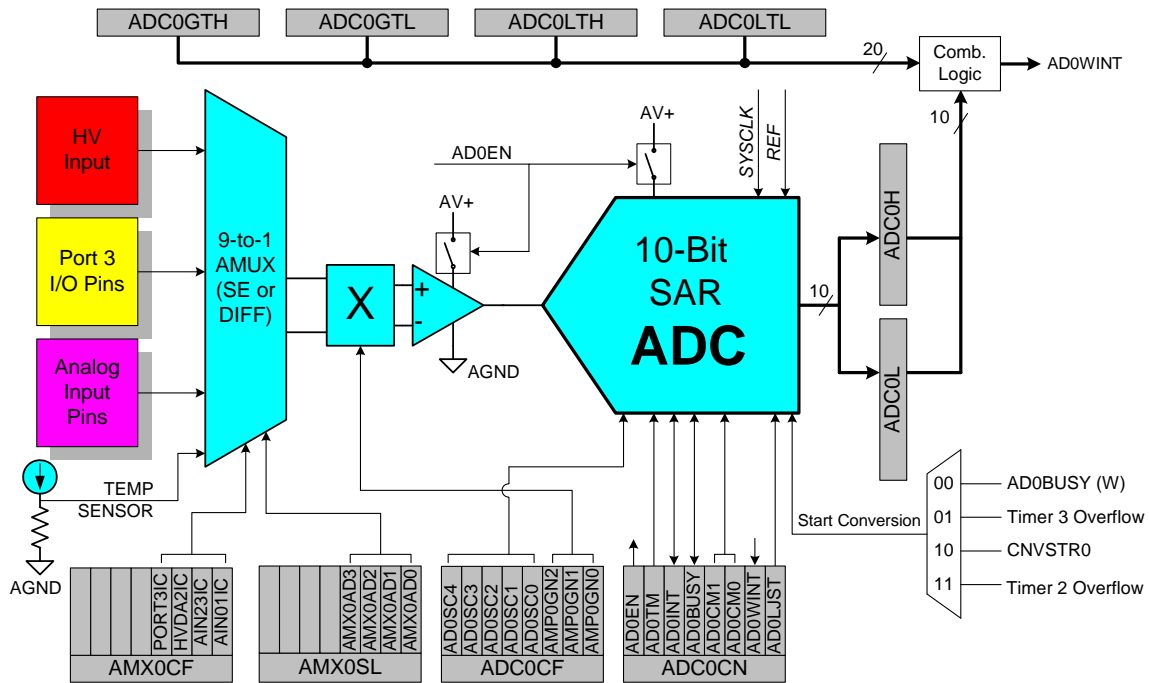 ADC0GTH
ADC0GTL
ADC0LTH
ADC0LTL
20
Comb.
Logic
AD0WINT
10
HV
Input
Port 3
I/O Pins
Analog
Input
Pins
TEMP
SENSOR
AGND
9-to-1
AMUX
(SE or
DIFF)
X
+
-
AV+
AGND
AD0EN
AV+
SYSCLK
REF
10-Bit
SAR
ADC
10
ADC0H
ADC0L
Start Conversion
00
AD0BUSY (W)
01
Timer 3 Overflow
10
CNVSTR0
11
Timer 2 Overflow
PORT3IC
HVDA2IC
AIN23IC
AIN01IC
AMX0CF
AMX0AD3
AMX0AD2
AMX0AD1
AMX0AD0
AMX0SL
AD0SC4
AD0SC3
AD0SC2
AD0SC1
AD0SC0
AMP0GN2
AMP0GN1
AMP0GN0
ADC0CF
AD0EN
AD0TM
AD0INT
AD0BUSY
AD0CM1
AD0CM0
AD0WINT
AD0LJST
ADC0CN